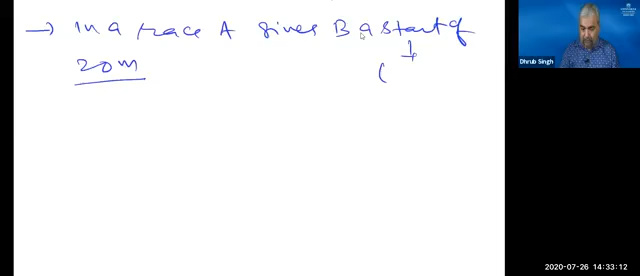 → In a race A gives B a start of
20m
(
Dhrub Singh
2020-07-26 14:33:12